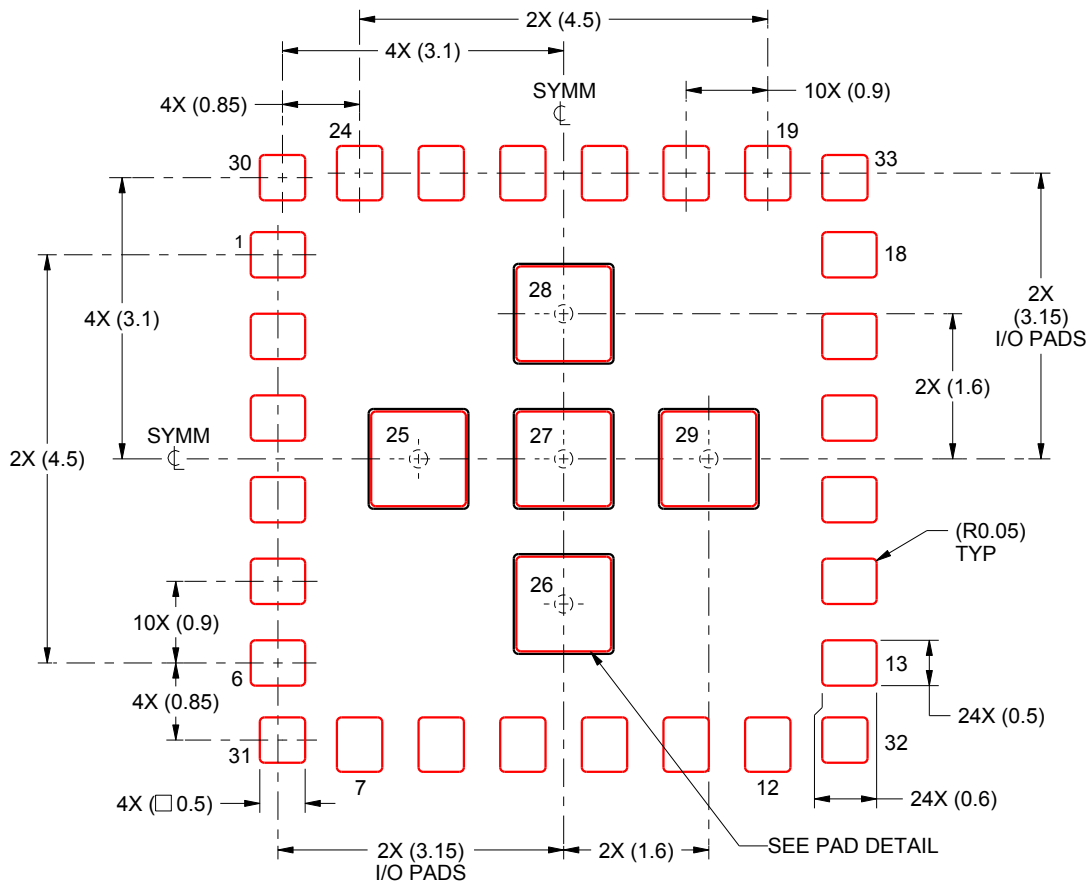 2X (4.5)
4X (3.1)
SYMM
4X (0.85)
10X (0.9)
24
19
30
33
1
18
28
2X
(3.15)
I/O PADS
4X (3.1)
2X (1.6)
25
27
29
SYMM
2X (4.5)
(R0.05)
TYP
26
10X (0.9)
6
13
4X (0.85)
24X (0.5)
31
32
7
12
4X (□ 0.5)
24X (0.6)
2X (3.15)
I/O PADS
2X (1.6)
SEE PAD DETAIL